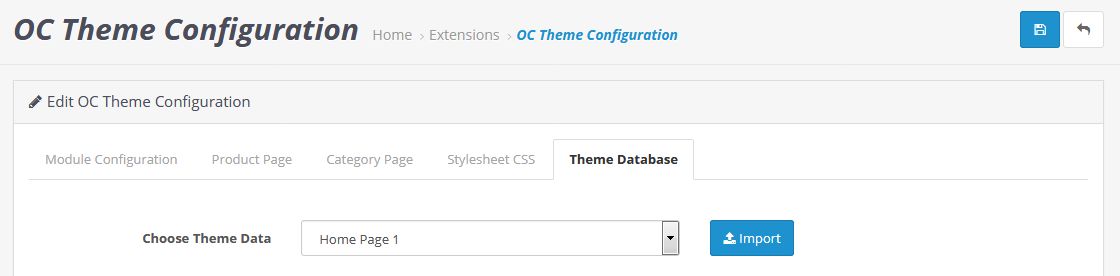 OC Theme Configuration Home › Extensions › OC Theme Configuration
Edit OC Theme Configuration
Module Configuration Product Page Category Page Stylesheet CSS Theme Database
Choose Theme Data Home Page 1 Import